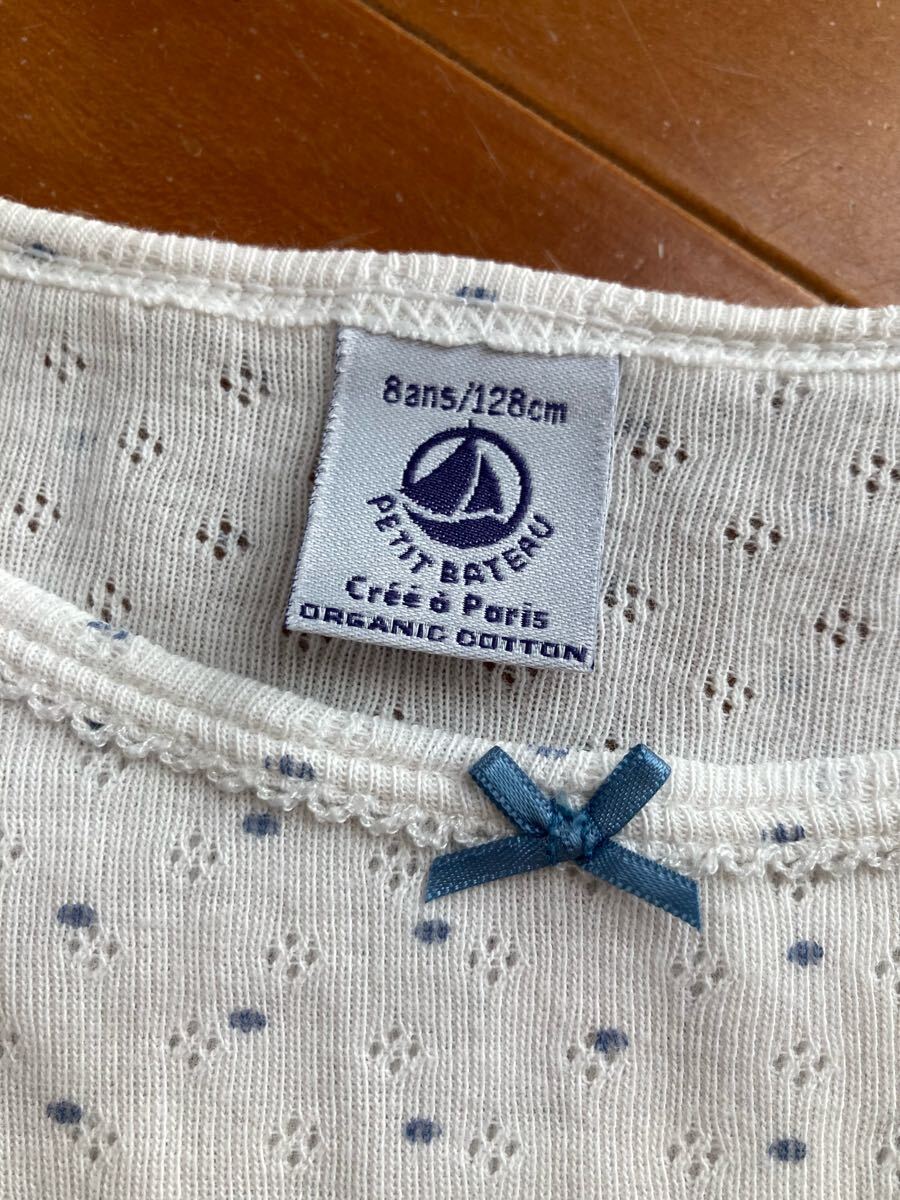 8ans/128cm
PETIT BATEAU
Créé à Paris
ORGANIC COTTON